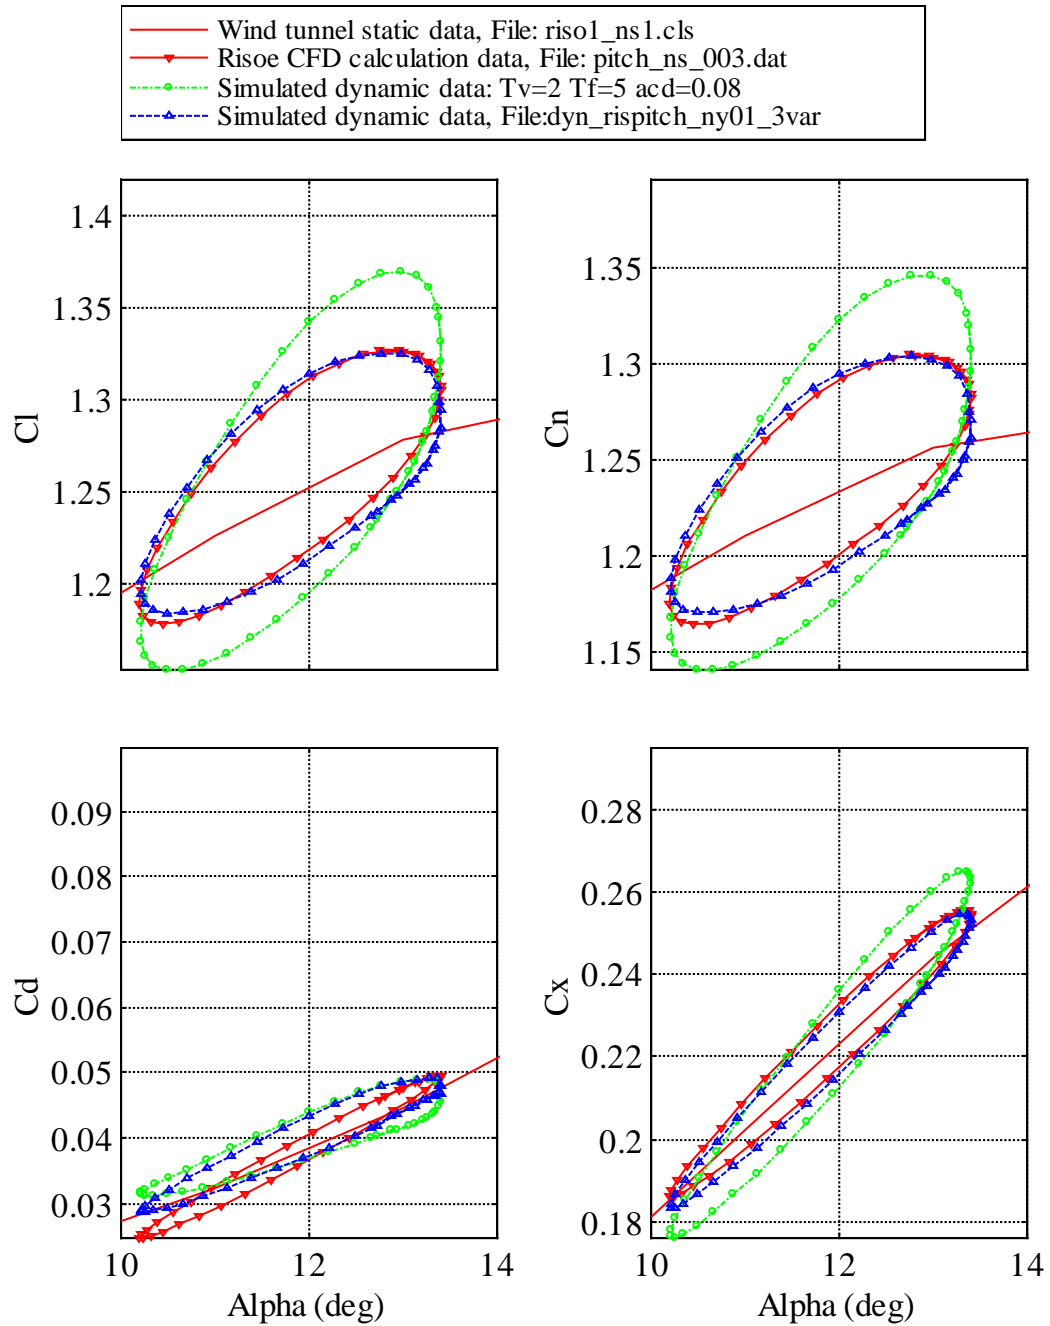 Wind tunnel static data, File: riso1_ns1.cls
Risoe CFD calculation data, File: pitch_ns_003.dat
Simulated dynamic data: Tv=2 Tf=5 acd=0.08
Simulated dynamic data, File:dyn_rispitch_ny01_3var
1.4
1.35
1.3
1.25
1.2
Cl
1.35
1.3
1.25
1.2
1.15
Cn
0.09
0.08
0.07
0.06
0.05
0.04
0.03
Cd
10
12
14
Alpha (deg)
0.28
0.26
0.24
0.22
0.2
0.18
Cx
10
12
14
Alpha (deg)